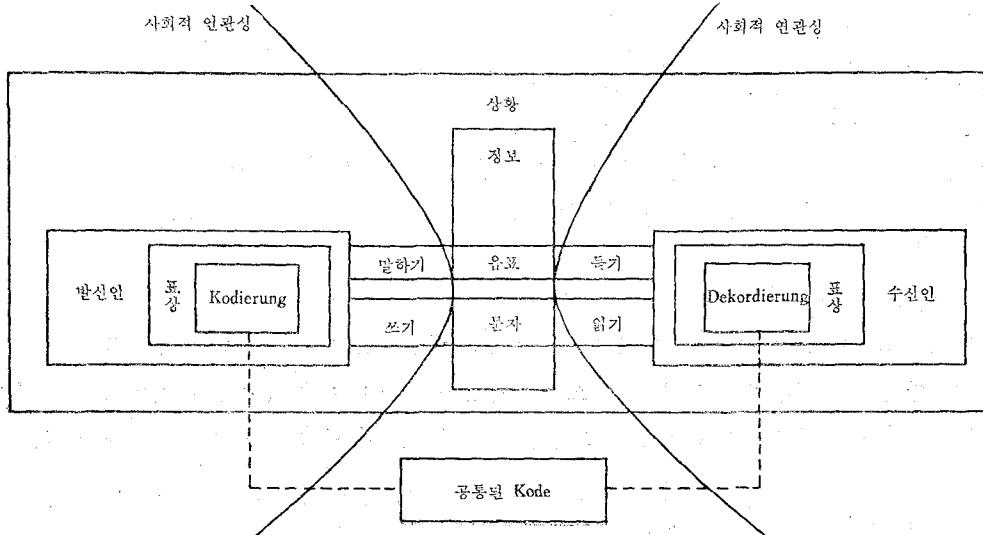 사회적 연관성
사회적 연관성
상황
정보
말하기
음표
듣기
발신인
표상
Kodierung
Dekordierung
표상
수신인
쓰기
문자
읽기
공통된 Kode